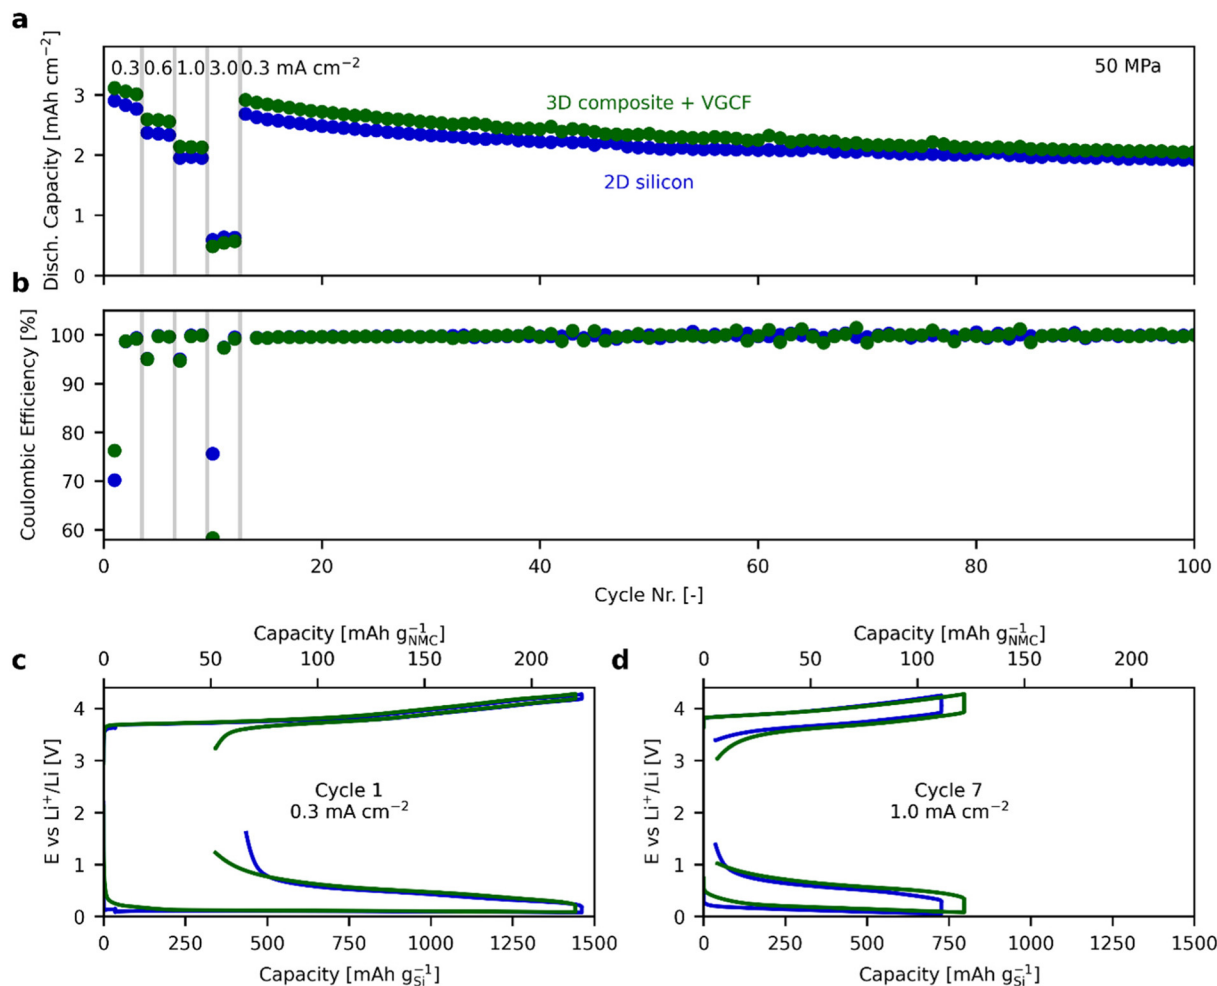 a
Disch. Capacity [mAh cm⁻²]
3
2
1
0
0.3 0.6 1.0 3.0 0.3 mA cm⁻²
50 MPa
3D composite + VGCF
2D silicon
b
Coulombic Efficiency [%]
100
90
80
70
60
0 20 40 60 80 100
Cycle Nr. [-]
c
Capacity [mAh g⁻¹NMC]
0 50 100 150 200
E vs Li⁺/Li [V]
4
3
2
1
0
Cycle 1
0.3 mA cm⁻²
0 250 500 750 1000 1250 1500
Capacity [mAh g⁻¹Si]
d
Capacity [mAh g⁻¹NMC]
0 50 100 150 200
E vs Li⁺/Li [V]
4
3
2
1
0
Cycle 7
1.0 mA cm⁻²
0 250 500 750 1000 1250 1500
Capacity [mAh g⁻¹Si]